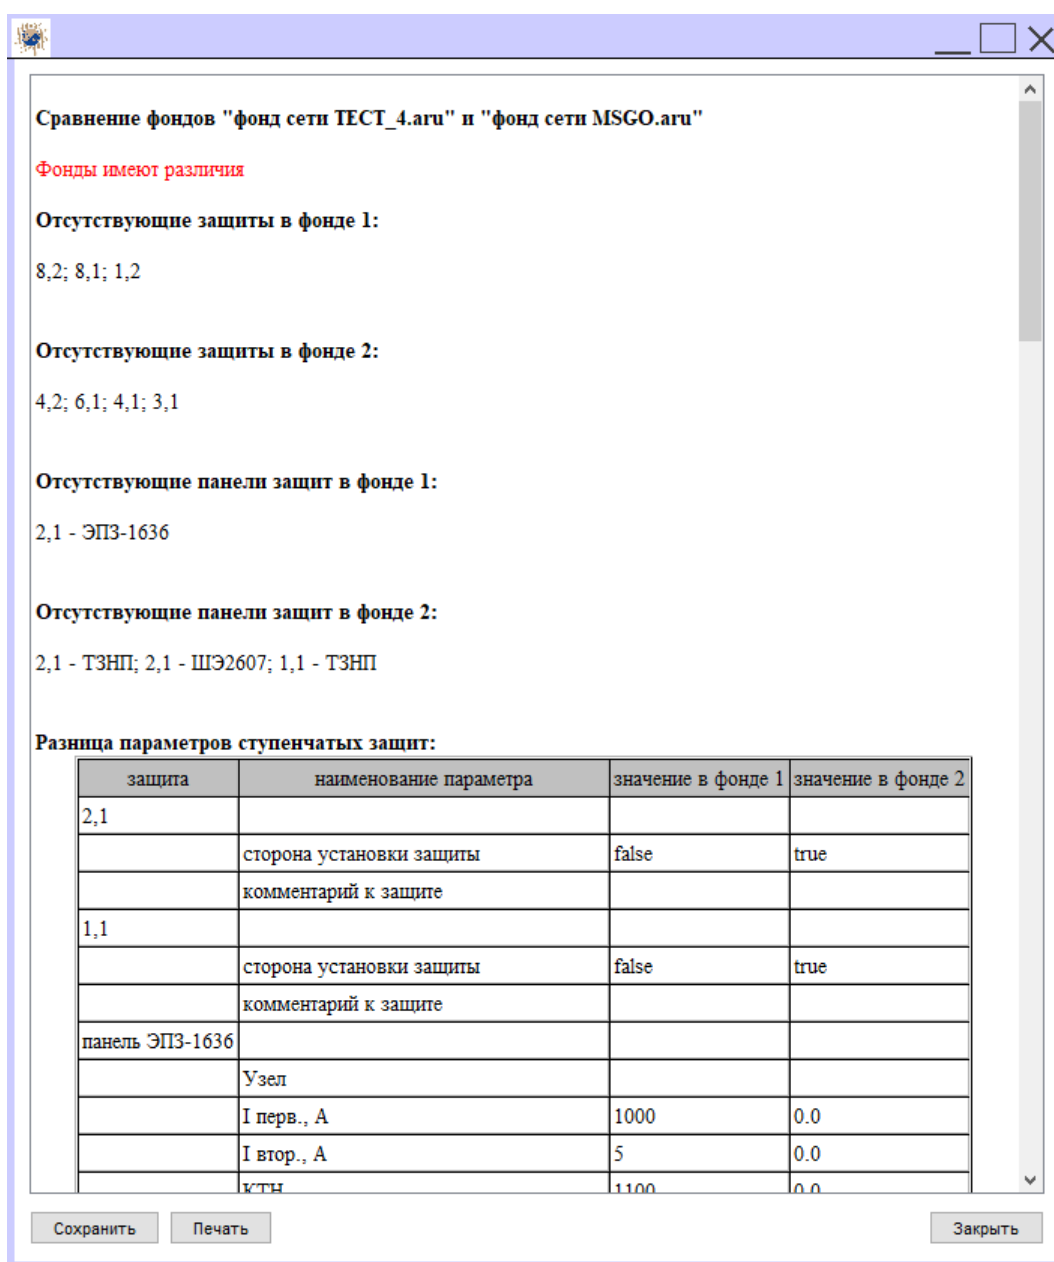 Сравнение фондов "фонд сети ТЕСТ_4.aru" и "фонд сети MSGO.aru"
Фонды имеют различия
Отсутствующие защиты в фонде 1:
8,2; 8,1; 1,2
Отсутствующие защиты в фонде 2:
4,2; 6,1; 4,1; 3,1
Отсутствующие панели защит в фонде 1:
2,1 - ЭПЗ-1636
Отсутствующие панели защит в фонде 2:
2,1 - ТЗНП; 2,1 - ШЭ2607; 1,1 - ТЗНП
Разница параметров ступенчатых защит:
защита наименование параметра значение в фонде 1 значение в фонде 2
2,1
сторона установки защиты false true
комментарий к защите
1,1
сторона установки защиты false true
комментарий к защите
панель ЭПЗ-1636
Узел
I перв., А 1000 0.0
I втор., А 5 0.0
КТН 1100 0.0
Сохранить Печать Закрыть